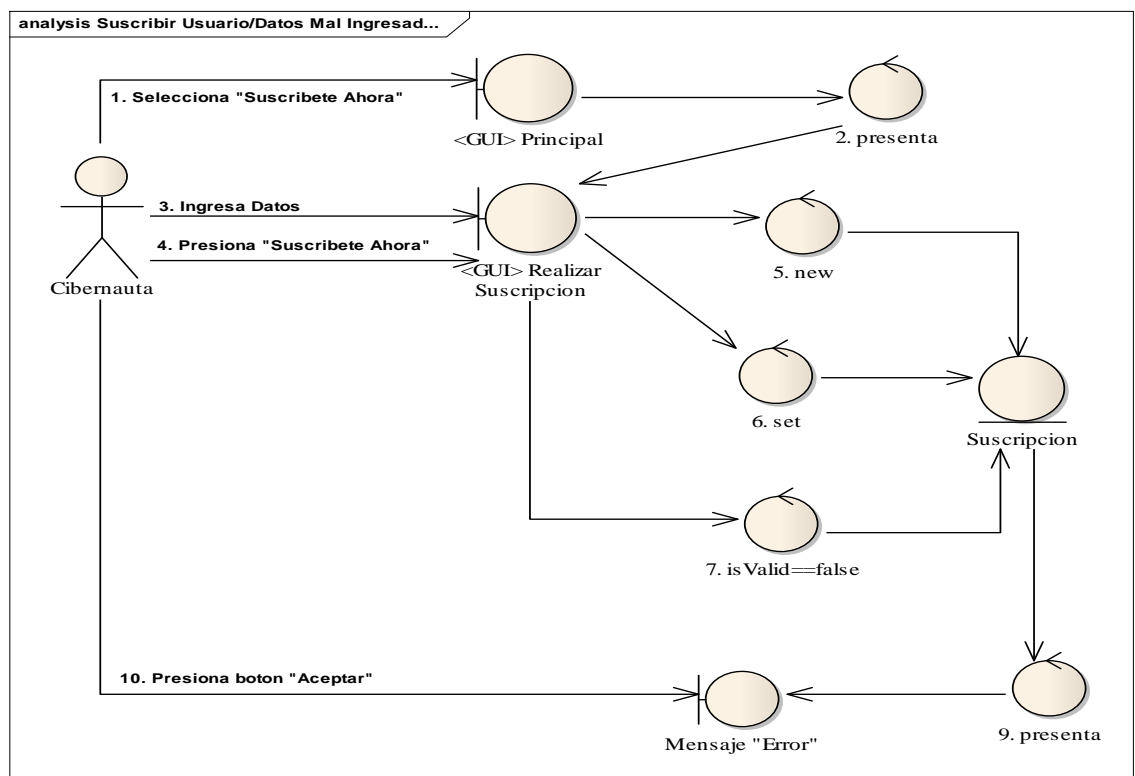 analysis Suscribir Usuario/Datos Mal Ingresad...
1. Selecciona "Suscribete Ahora"
<GUI> Principal
2. presenta
3. Ingresa Datos
4. Presiona "Suscribete Ahora"
Cibernauta
<GUI> Realizar
Suscripcion
5. new
6. set
Suscripcion
7. isValid==false
10. Presiona boton "Aceptar"
Mensaje "Error"
9. presenta